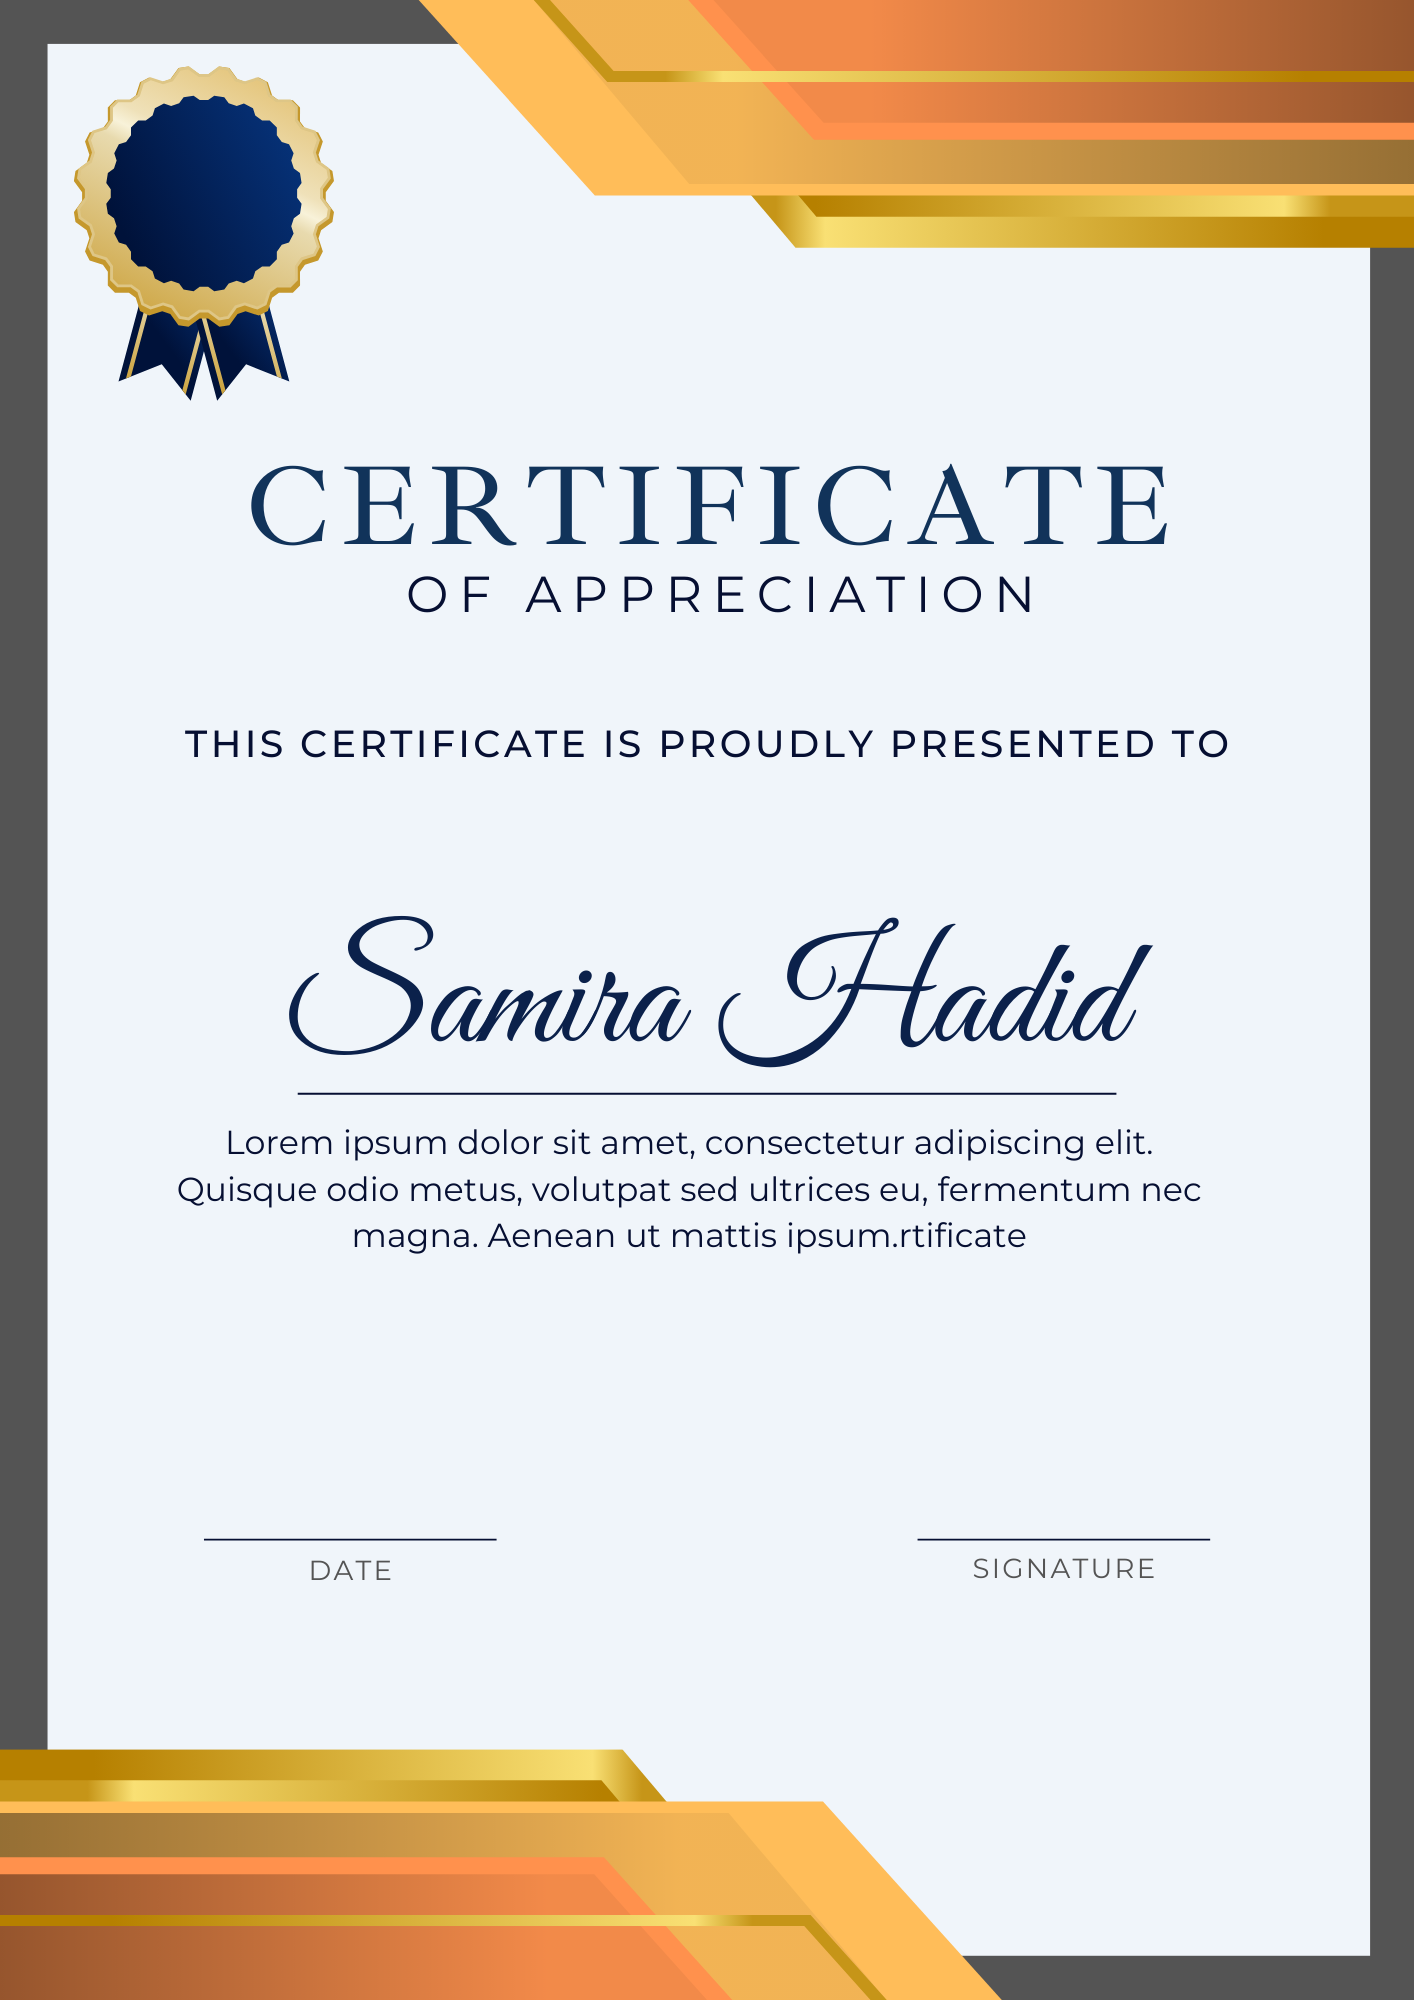 CERTIFICATE
OF APPRECIATION
THIS CERTIFICATE IS PROUDLY PRESENTED TO
Samira Hadid
Lorem ipsum dolor sit amet, consectetur adipiscing elit.
Quisque odio metus, volutpat sed ultrices eu, fermentum nec
magna. Aenean ut mattis ipsum.rtificate
DATE
SIGNATURE